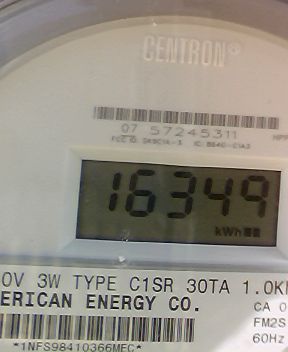 CENTRON®
07 57245311
16349
kWh
0V 3W TYPE C1SR 30TA 1.0K
ERICAN ENERGY CO.
CA 0
FM2S
60Hz
*1NFS98410366MEC*